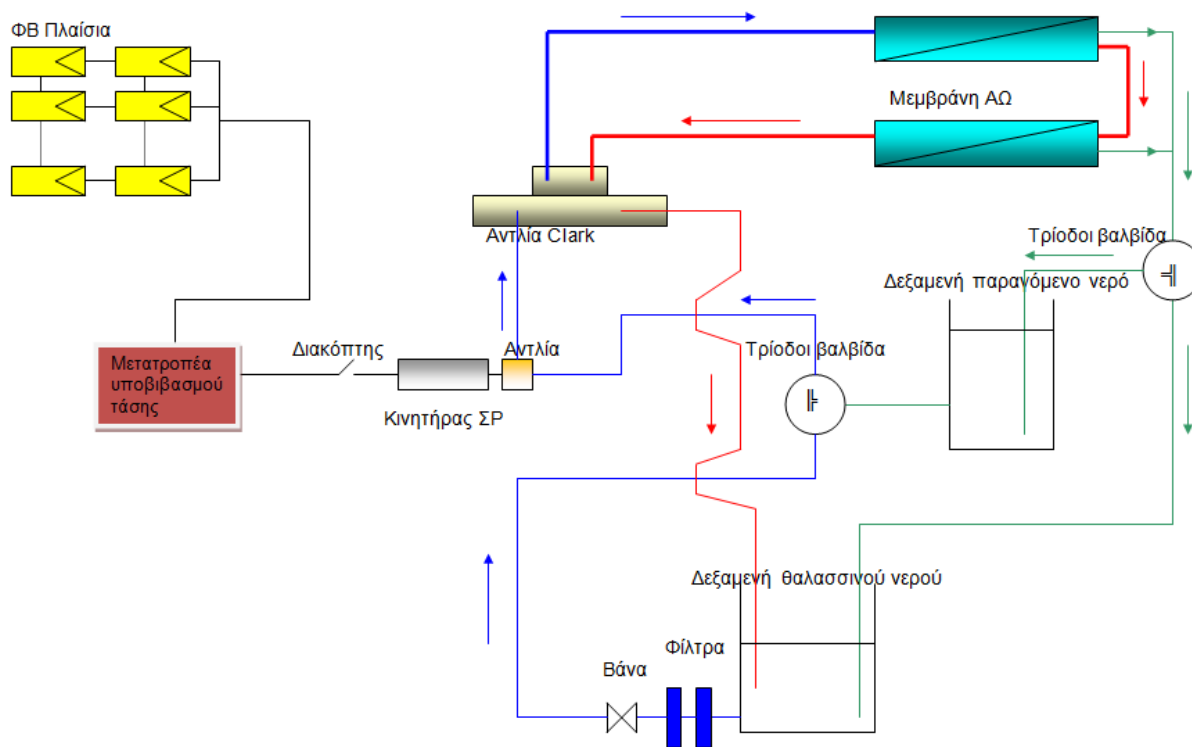 ΦΒ Πλαίσια
Μεμβράνη ΑΩ
Αντλία Clark
Τρίοδοι βαλβίδα
Δεξαμενή παραγόμενο νερό
Διακόπτης
Αντλία
Τρίοδοι βαλβίδα
Μετατροπέα
υποβιβασμού
τάσης
Κινητήρας ΣΡ
Δεξαμενή θαλασσινού νερού
Φίλτρα
Βάνα